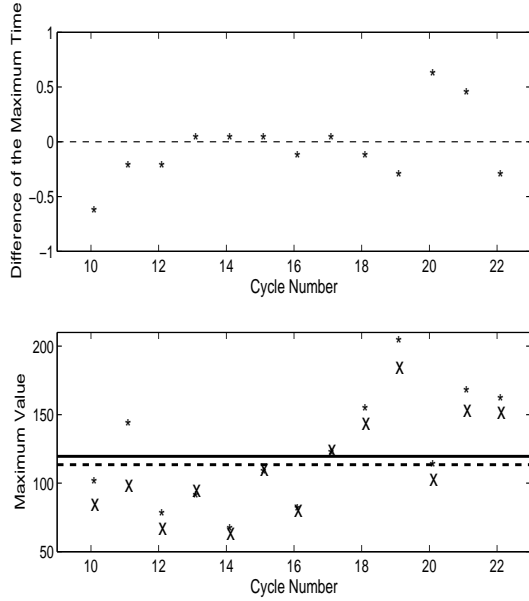 Difference of the Maximum Time
1
0.5
0
−0.5
−1
10 12 14 16 18 20 22
Cycle Number
Maximum Value
200
150
100
50
10 12 14 16 18 20 22
Cycle Number